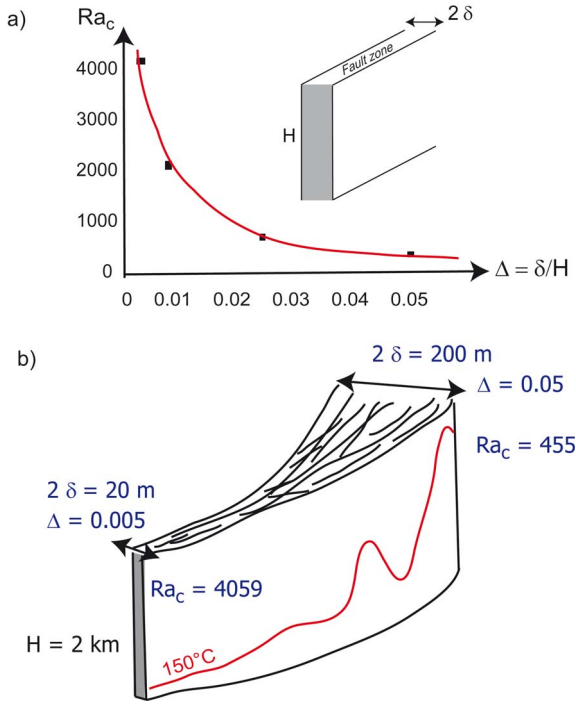 a)
Ra_c
4000
3000
2000
1000
0
0 0.01 0.02 0.03 0.04 0.05
Δ = δ/H
2 δ
Fault zone
H
b)
2 δ = 200 m
Δ = 0.05
Ra_c = 455
2 δ = 20 m
Δ = 0.005
Ra_c = 4059
H = 2 km
150°C